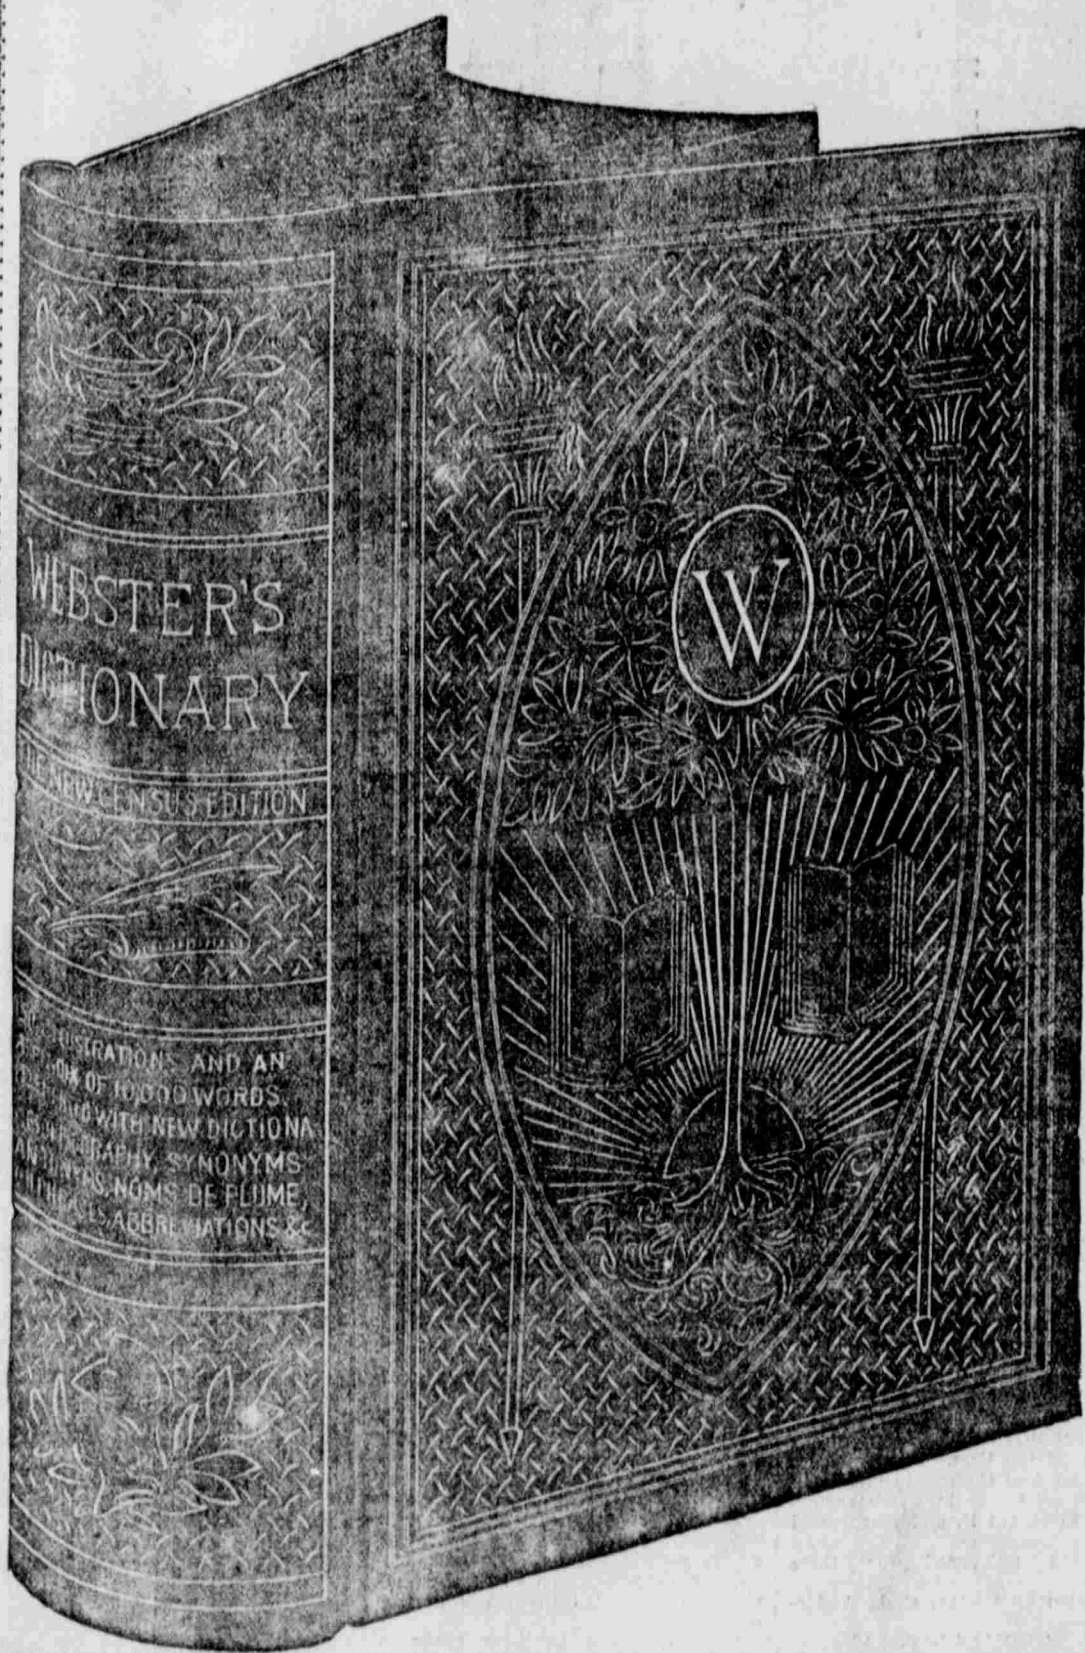 WEBSTER'S
DICTIONARY
THE NEW CENSUS EDITION
ILLUSTRATIONS AND AN
OF 10,000 WORDS.
WITH NEW DICTIONA
SYNONYMS
NOMS DE PLUME,
ABBREVIATIONS &c
W